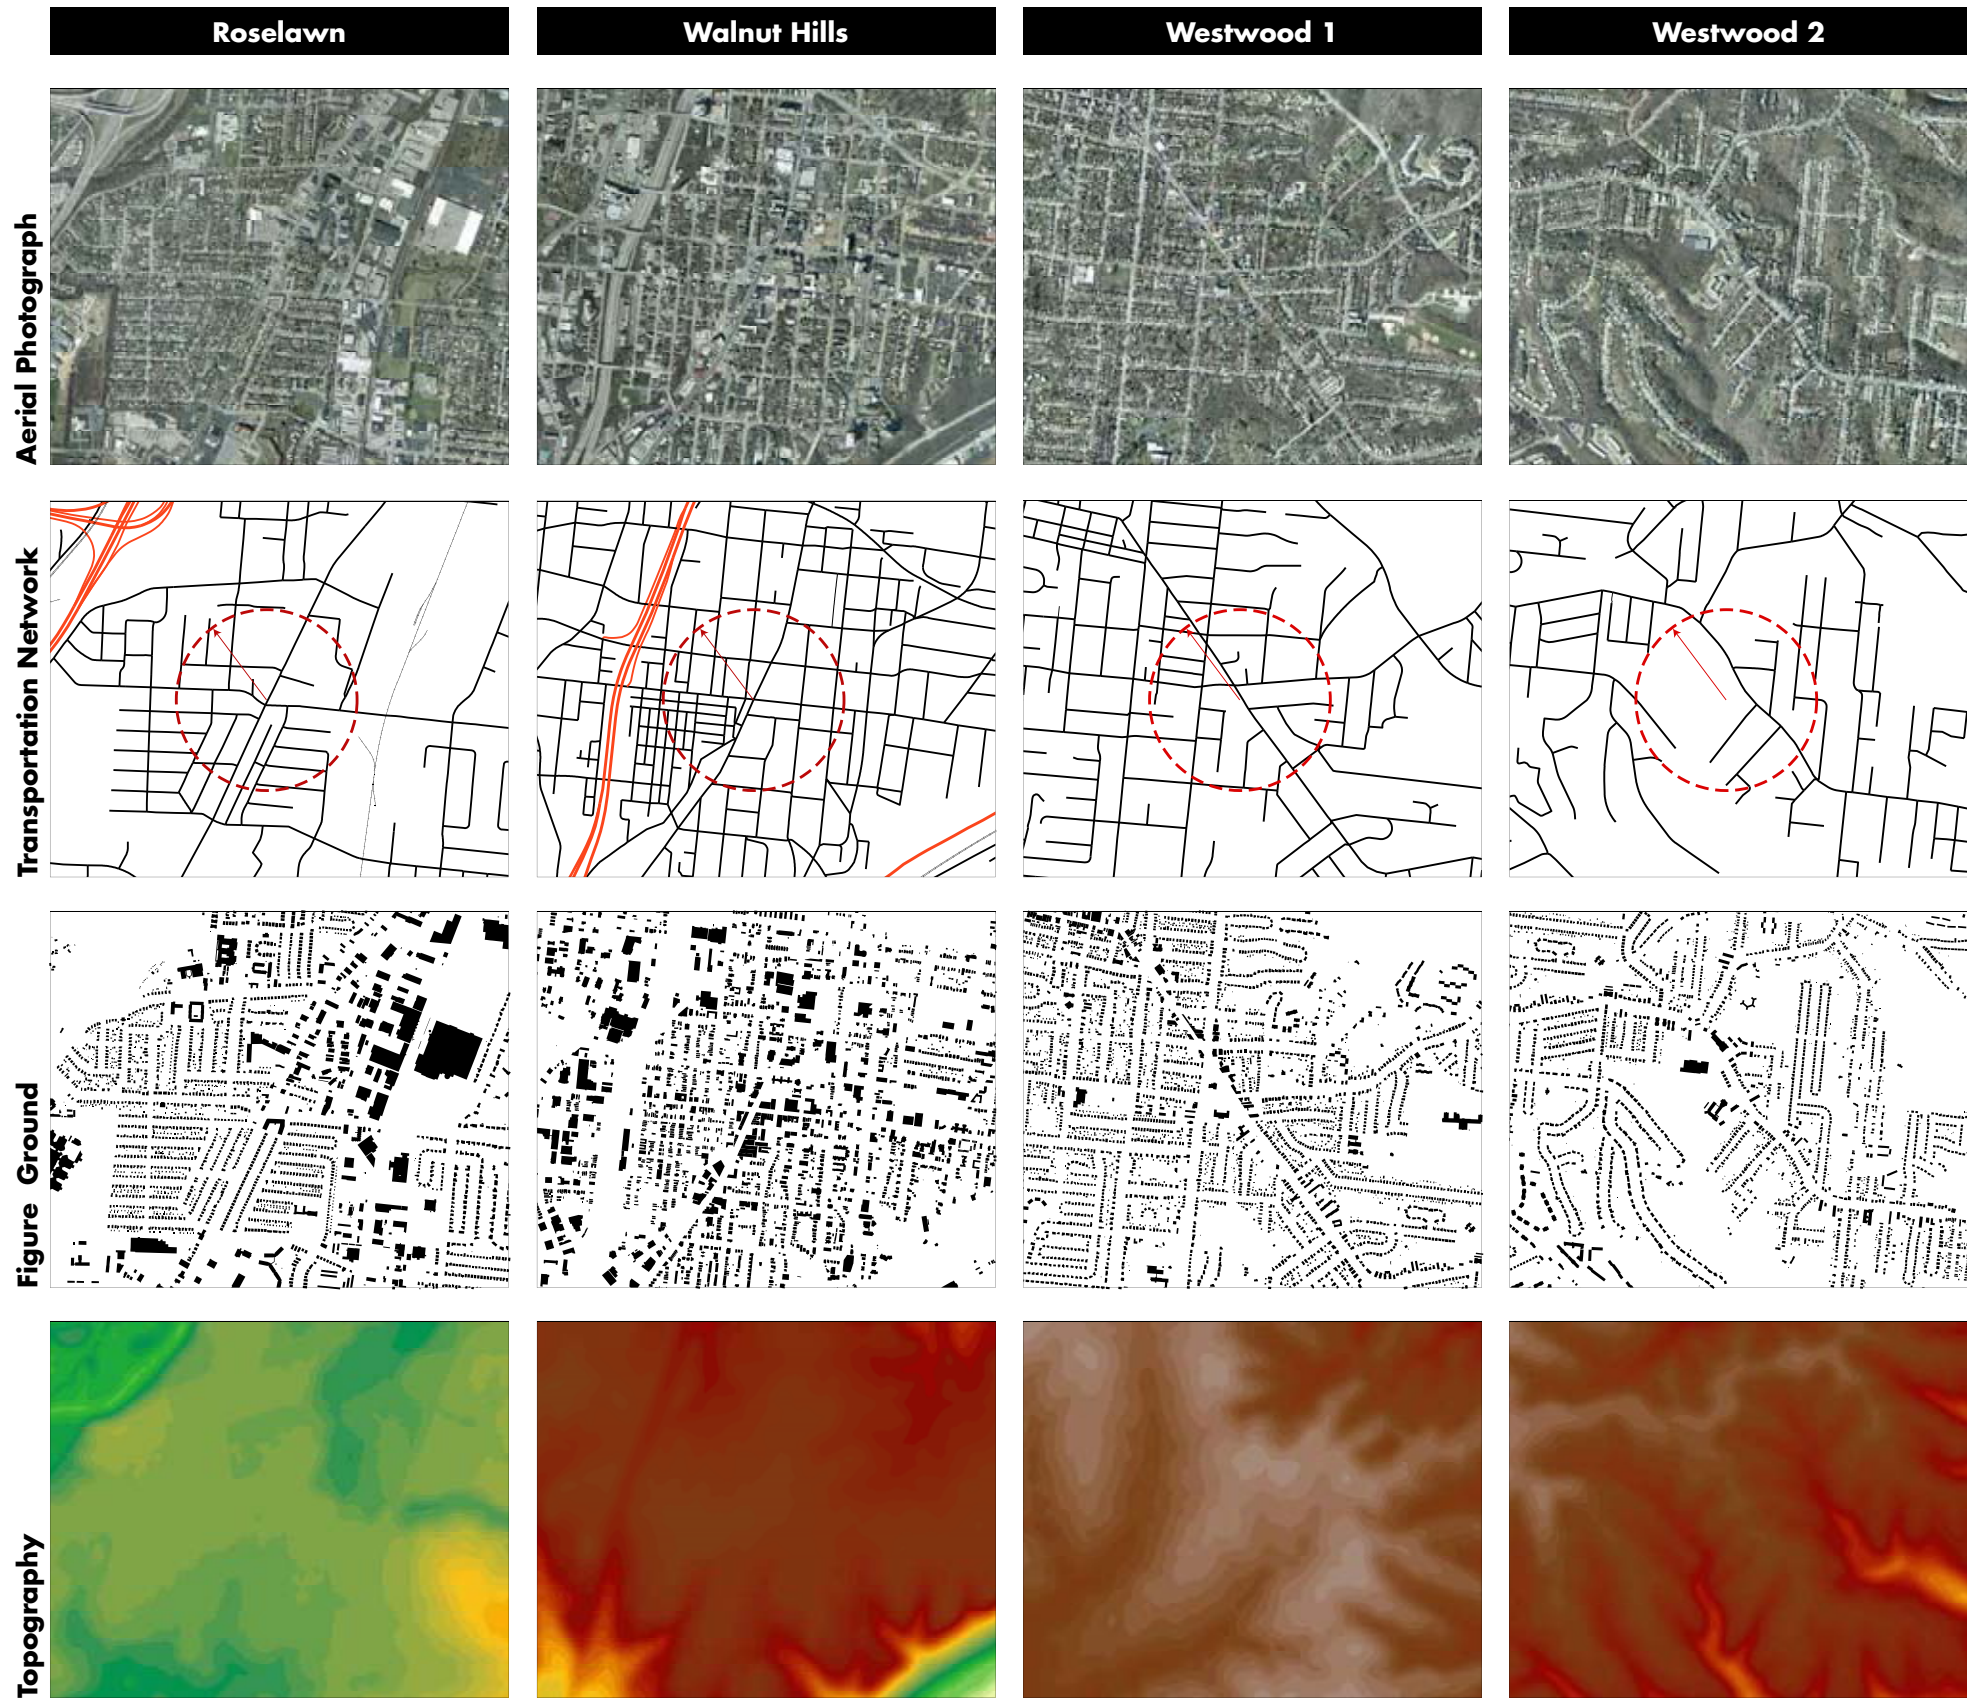 Roselawn
Walnut Hills
Westwood 1
Westwood 2
Aerial Photograph
Transportation Network
Figure Ground
Topography